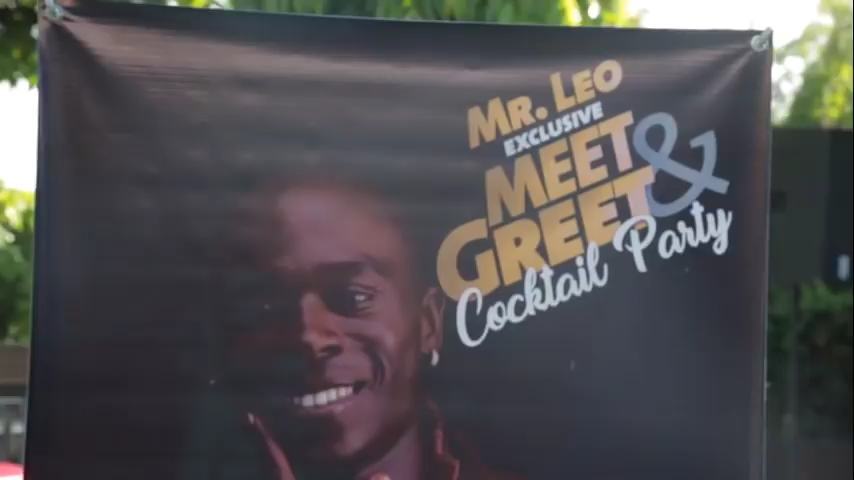 MR. LEO
EXCLUSIVE
MEET &
GREET
Cocktail Party